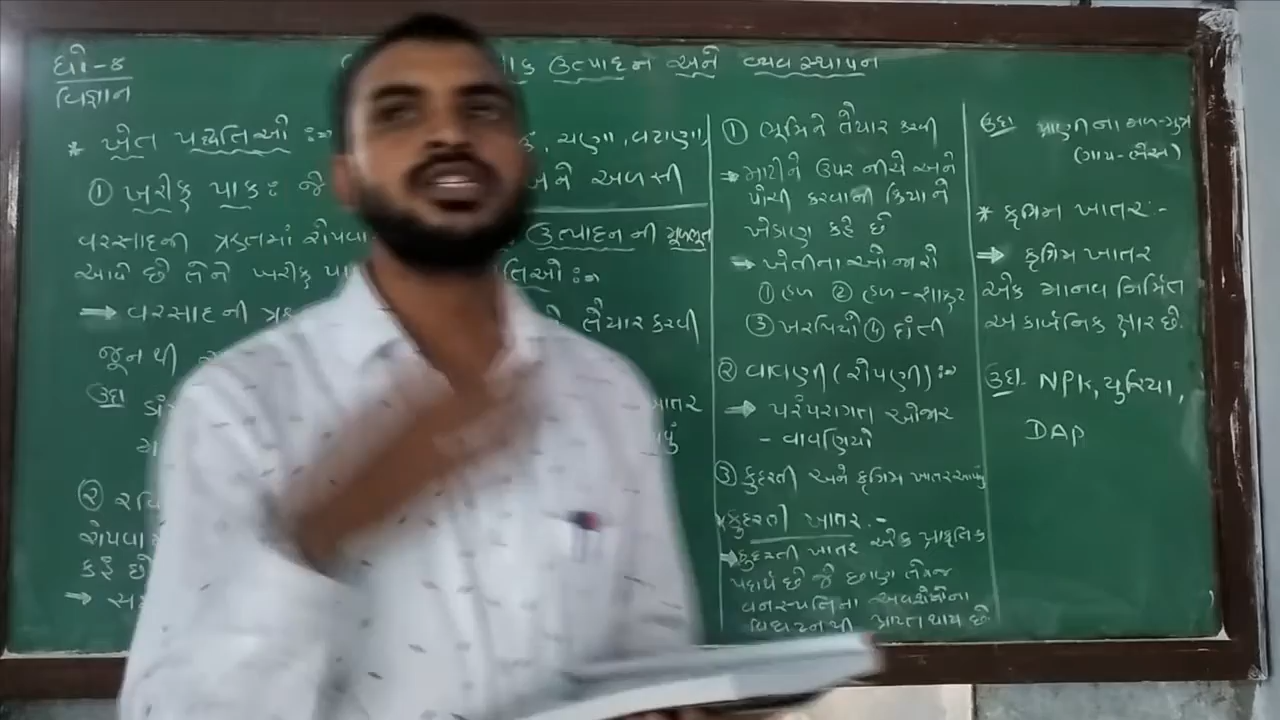 ધો-૮
વિજ્ઞાન
પાક ઉત્પાદન અને વ્યવસ્થાપન
* ખેત પદ્ધતિઓ :-
① ખરીફ પાક : જે
વરસાદની ઋતુમાં રોપવા
આવે છે તેને ખરીફ પા
⇒ વરસાદ ની ઋ
જૂન થી
ઉદા
② રવિ
રોપવા
કહે છે
⇒
, ચણા, વટાણા,
અને અળસી
ઉત્પાદન ની મૂળભૂત
તૈયાર કરવી
ખાતર
① ભૂમિને તૈયાર કરવી
⇒ માટીને ઉપર નીચે અને
પોચી કરવાની ક્રિયા ને
ખેડાણ કહે છે
⇒ ખેતીના ઓજારો
① હળ ② હળ-શાફ્ટ
③ ખરપિયો ④ દાંતી
② વાવણી (રોપણી) :-
⇒ પરંપરાગત ઓજાર
- વાવણિયો
③ કુદરતી અને કૃત્રિમ ખાતર આપવું
* કુદરતી ખાતર :-
⇒ કુદરતી ખાતર એક પ્રાકૃતિક
પદાર્થ છે જે છાણ તેમજ
વનસ્પતિના અવશેષોના
વિઘટનથી પ્રાપ્ત થાય છે
ઉદા પ્રાણીના મળ-મુત્ર
(ગાય-ભેંસ)
* કૃત્રિમ ખાતર :-
⇒ કૃત્રિમ ખાતર
એક માનવ નિર્મિત
અકાર્બનિક ક્ષાર છે.
ઉદા. NPK, યુરિયા,
DAP